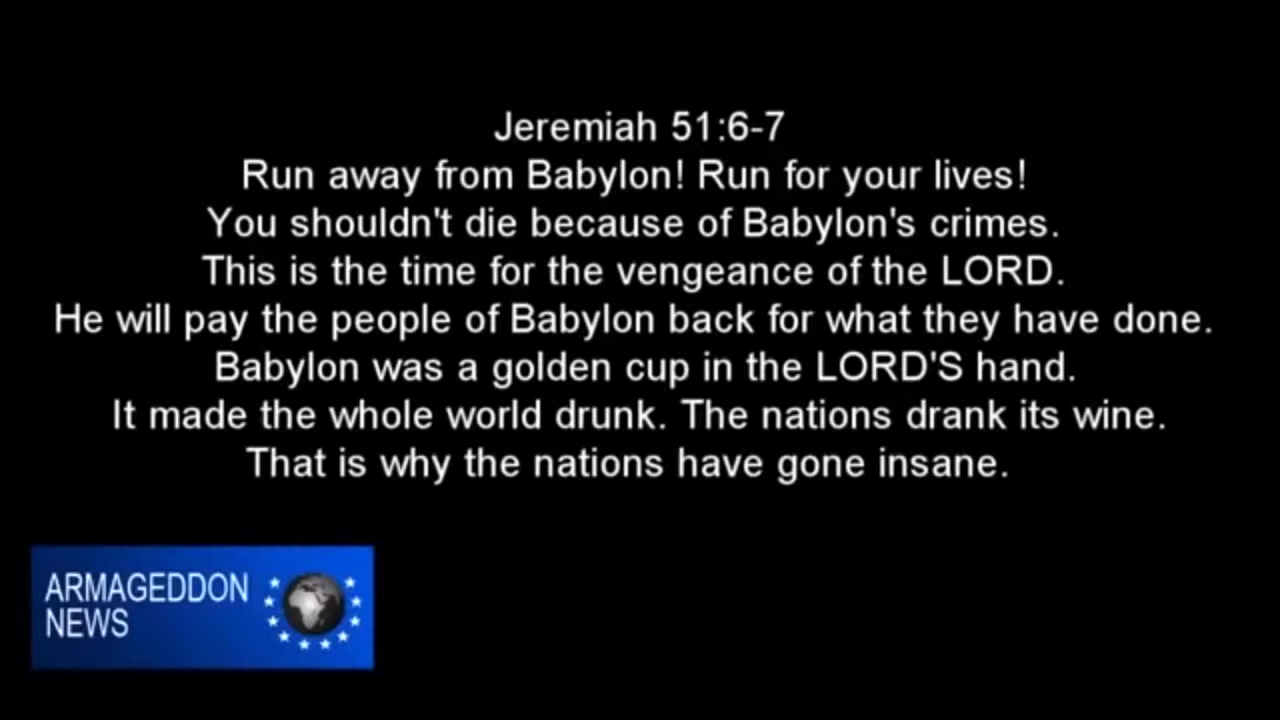 Jeremiah 51:6-7
Run away from Babylon! Run for your lives!
You shouldn't die because of Babylon's crimes.
This is the time for the vengeance of the LORD.
He will pay the people of Babylon back for what they have done.
Babylon was a golden cup in the LORD'S hand.
It made the whole world drunk. The nations drank its wine.
That is why the nations have gone insane.
ARMAGEDDON
NEWS